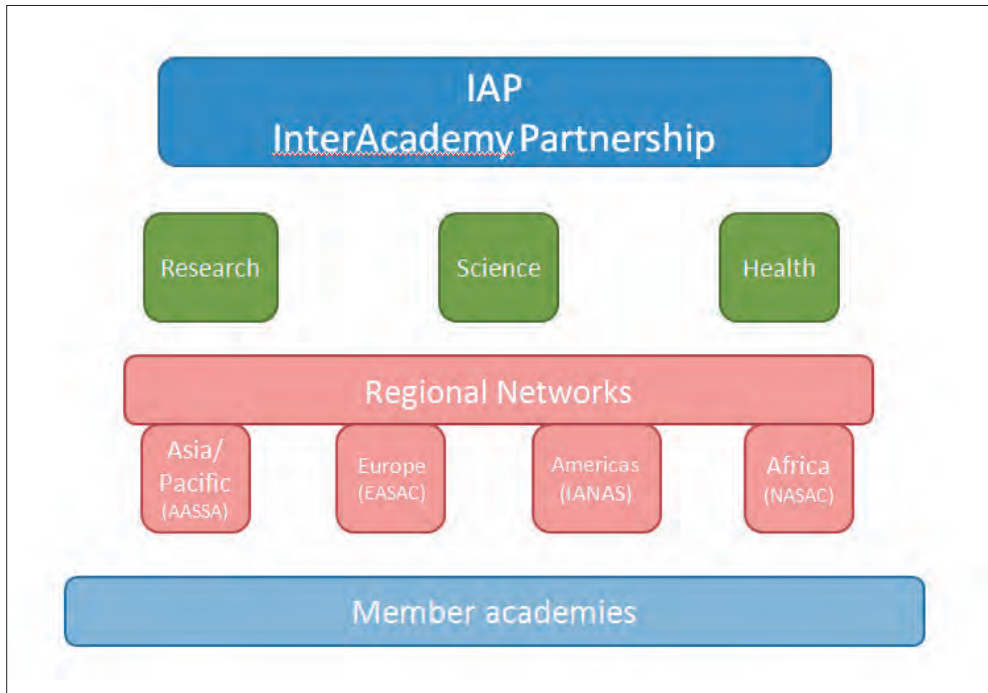 IAP
InterAcademy Partnership
Research
Science
Health
Regional Networks
Asia/
Pacific
(AASSA)
Europe
(EASAC)
Americas
(IANAS)
Africa
(NASAC)
Member academies